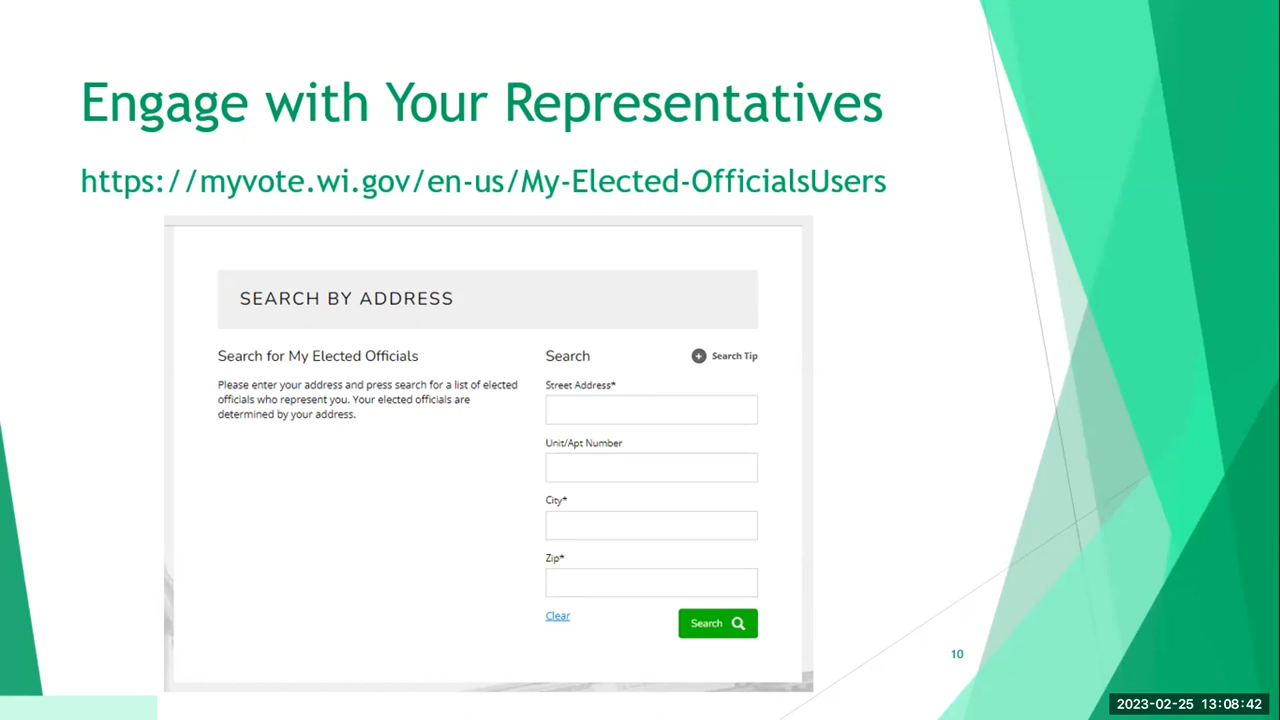 Engage with Your Representatives
https://myvote.wi.gov/en-us/My-Elected-OfficialsUsers
SEARCH BY ADDRESS
Search for My Elected Officials
Please enter your address and press search for a list of elected
officials who represent you. Your elected officials are
determined by your address.
Search
Search Tip
Street Address*
Unit/Apt Number
City*
Zip*
Clear
Search
10
2023-02-25 13:08:42